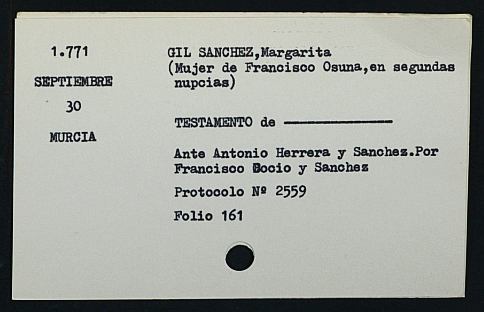 1.771
SEPTIEMBRE
30
MURCIA
GIL SANCHEZ,Margarita
(Mujer de Francisco Osuna,en segundas
nupcias)
TESTAMENTO de ———————
Ante Antonio Herrera y Sanchez.Por
Francisco Bocio y Sanchez
Protocolo Nº 2559
Folio 161